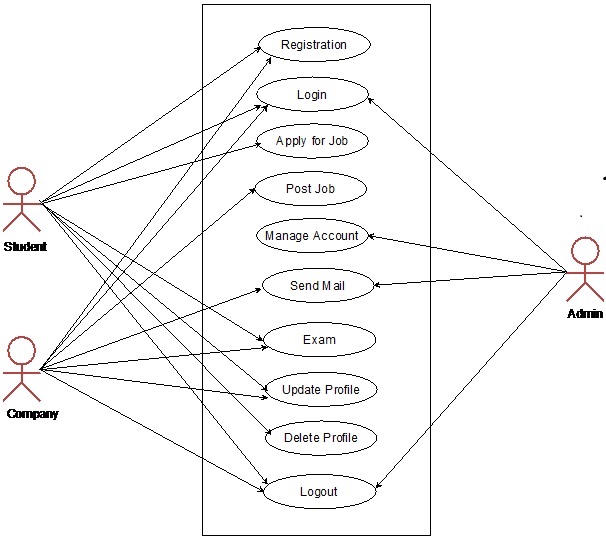 Registration
Login
Apply for Job
Post Job
Manage Account
Send Mail
Exam
Update Profile
Delete Profile
Logout
Student
Company
Admin